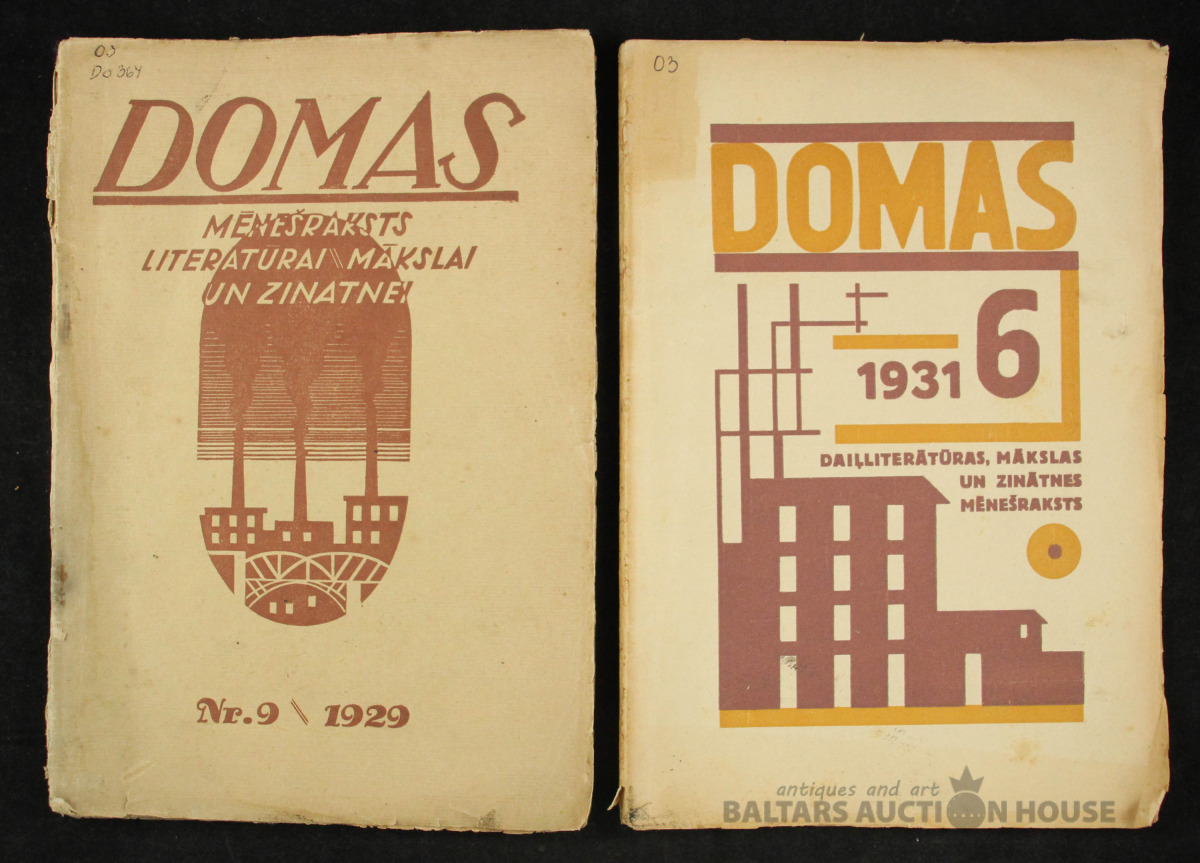 03
Do 364
DOMAS
MĒNEŠRAKSTS
LITERATŪRAI \\ MĀKSLAI
UN ZINĀTNEI
Nr. 9 \\ 1929
03
DOMAS
1931 6
DAIĻLITERĀTŪRAS, MĀKSLAS
UN ZINĀTNES
MĒNEŠRAKSTS
antiques and art
BALTARS AUCTION HOUSE